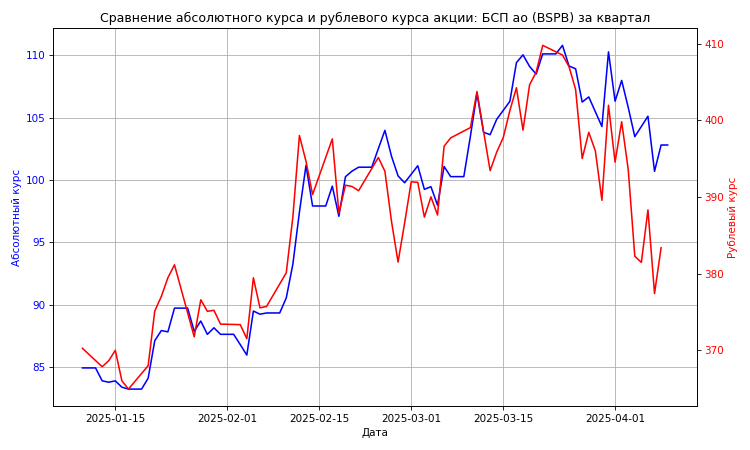 Сравнение абсолютного курса и рублевого курса акции: БСП ао (BSPB) за квартал
410
110
400
105
Абсолютный курс
100
390
Рублевый курс
95
380
90
370
85
2025-01-15 2025-02-01 2025-02-15 2025-03-01 2025-03-15 2025-04-01
Дата